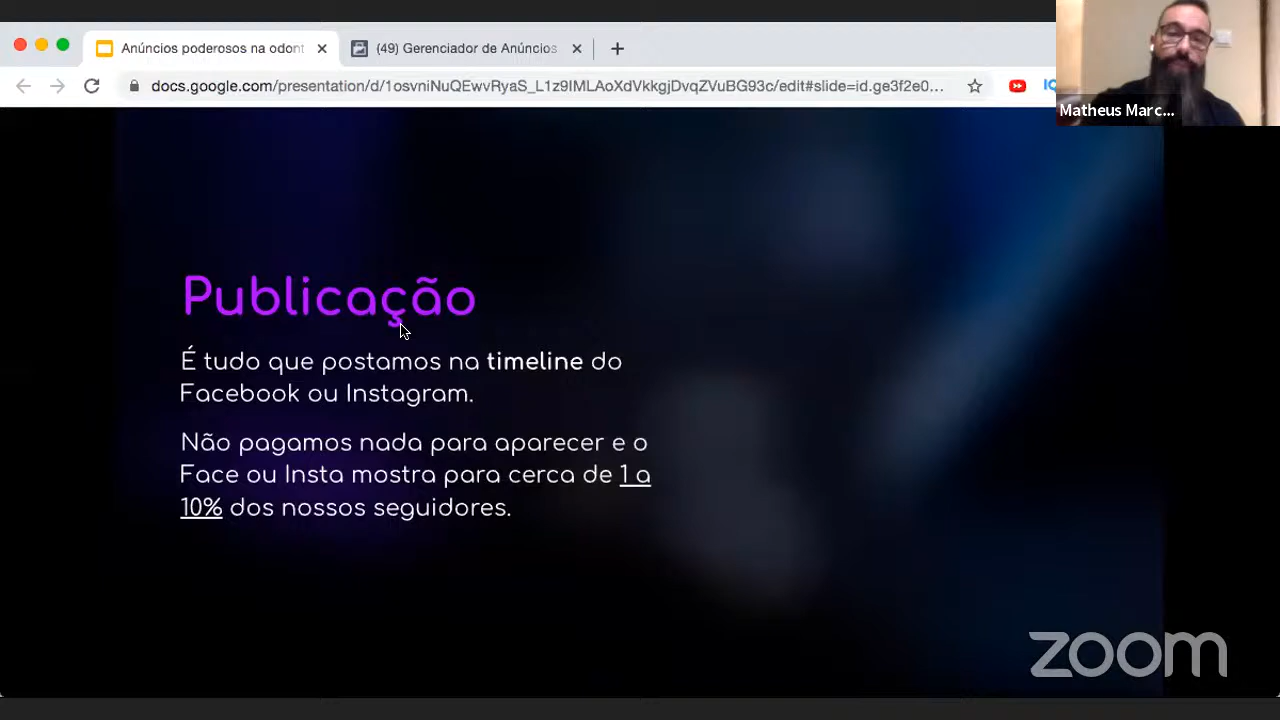 Anúncios poderosos na odont
(49) Gerenciador de Anúncios
docs.google.com/presentation/d/1osvniNuQEwvRyaS_L1z9IMLAoXdVkkgjDvqZVuBG93c/edit#slide=id.ge3f2e0...
Matheus Marc...
Publicação
É tudo que postamos na timeline do
Facebook ou Instagram.
Não pagamos nada para aparecer e o
Face ou Insta mostra para cerca de 1 a
10% dos nossos seguidores.
zoom